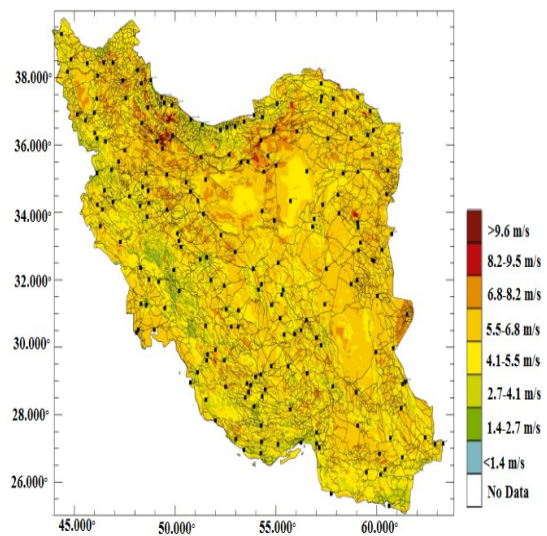 38.000°
36.000°
34.000°
32.000°
30.000°
28.000°
26.000°
44.000°
50.000°
55.000°
60.000°
>9.6 m/s
8.2-9.5 m/s
6.8-8.2 m/s
5.5-6.8 m/s
4.1-5.5 m/s
2.7-4.1 m/s
1.4-2.7 m/s
<1.4 m/s
No Data